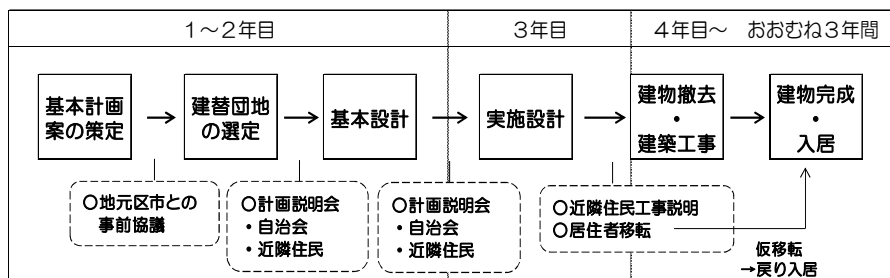 1～2年目
3年目
4年目～ おおむね3年間
基本計画
案の策定
建替団地
の選定
基本設計
実施設計
建物撤去
・
建築工事
建物完成
・
入居
○地元区市との
事前協議
○計画説明会
・自治会
・近隣住民
○計画説明会
・自治会
・近隣住民
○近隣住民工事説明
○居住者移転
仮移転
→戻り入居